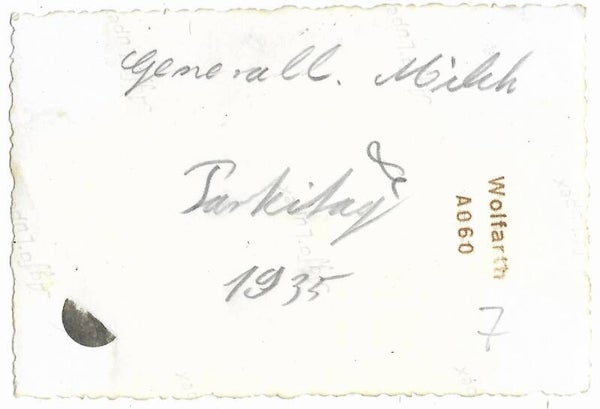 Generall. Milch
Parteitag
1935
Wolfarth
A060
7